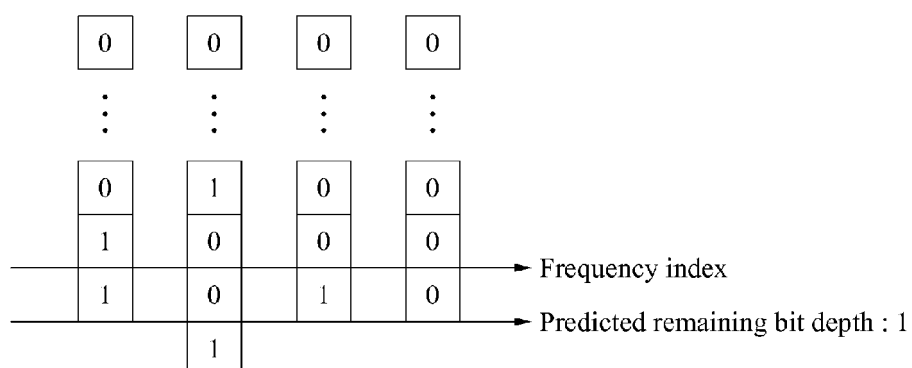 0 0 0 0
0 1 0 0
1 0 0 0
Frequency index
1 0 1 0
Predicted remaining bit depth : 1
1